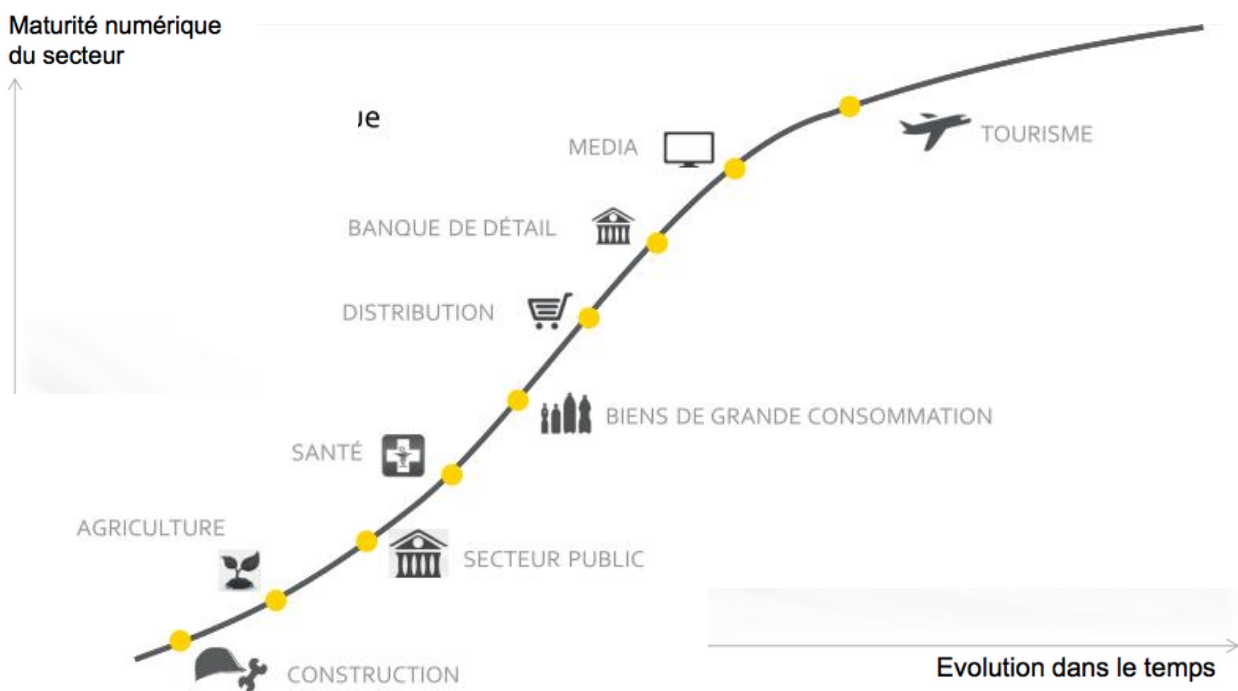 Maturité numérique
du secteur
ue
MEDIA
TOURISME
BANQUE DE DÉTAIL
DISTRIBUTION
BIENS DE GRANDE CONSOMMATION
SANTÉ
AGRICULTURE
SECTEUR PUBLIC
CONSTRUCTION
Evolution dans le temps